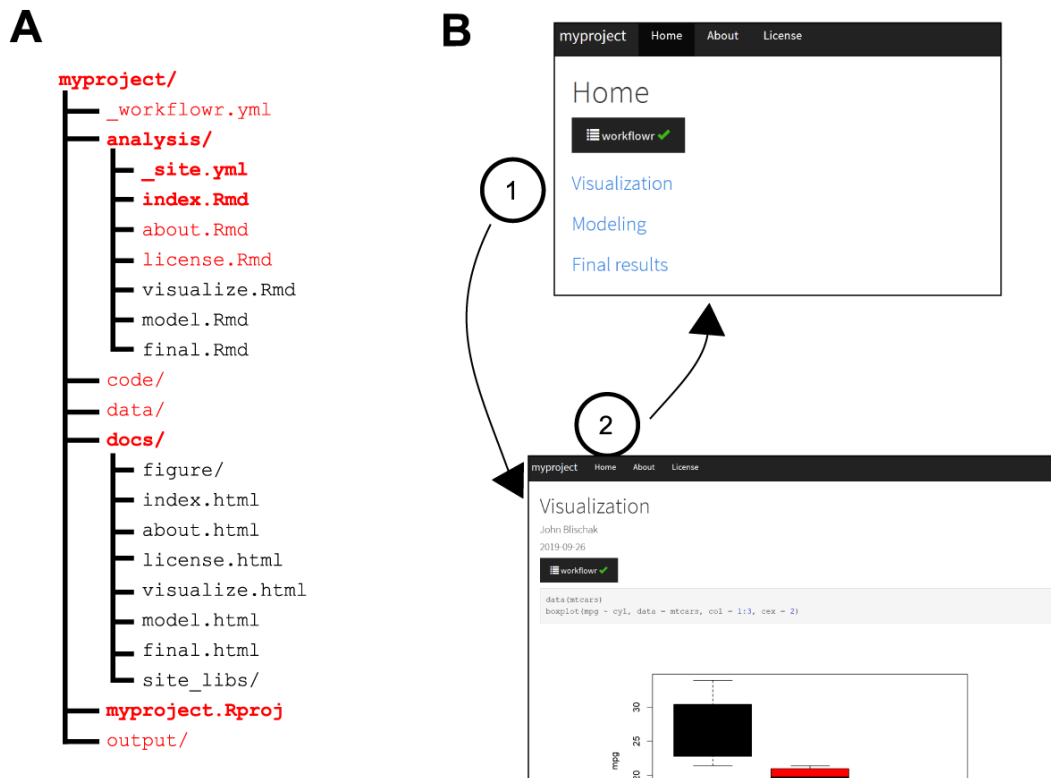 A
myproject/
_workflowr.yml
analysis/
_site.yml
index.Rmd
about.Rmd
license.Rmd
visualize.Rmd
model.Rmd
final.Rmd
code/
data/
docs/
figure/
index.html
about.html
license.html
visualize.html
model.html
final.html
site_libs/
myproject.Rproj
output/
B
myproject Home About License
Home
workflowr
Visualization
Modeling
Final results
1
2
myproject Home About License
Visualization
John Blischak
2019-09-26
workflowr
data(mtcars)
boxplot(mpg ~ cyl, data = mtcars, col = 1:3, cex = 2)
30
25
mpg
20